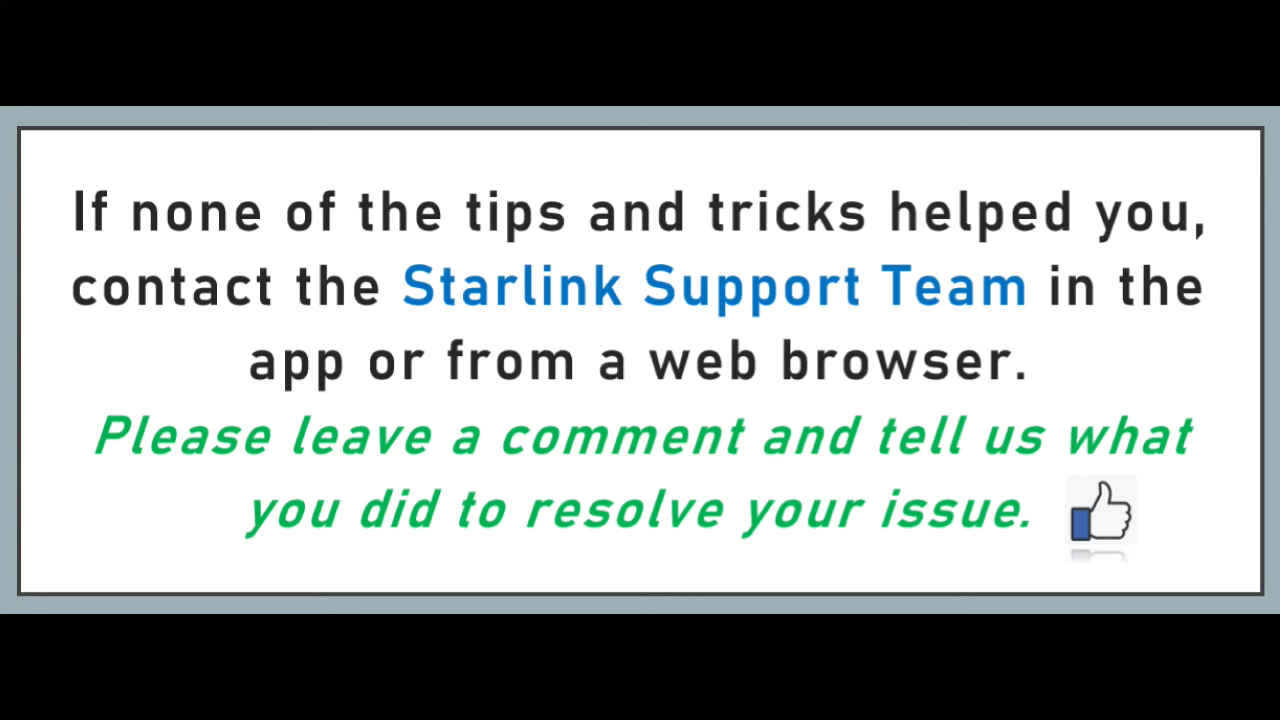 If none of the tips and tricks helped you,
contact the Starlink Support Team in the
app or from a web browser.
Please leave a comment and tell us what
you did to resolve your issue.